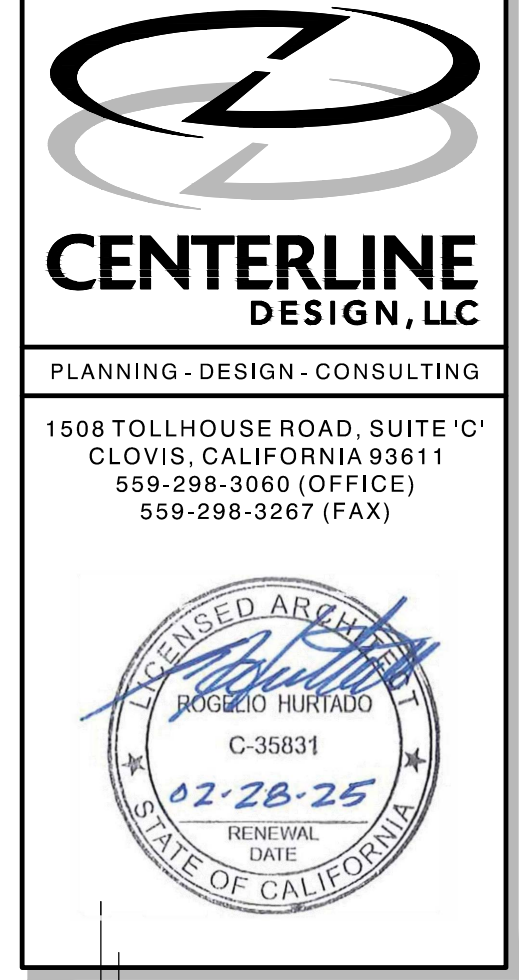 CENTERLINE
DESIGN, LLC
PLANNING - DESIGN - CONSULTING
1508 TOLLHOUSE ROAD, SUITE 'C'
CLOVIS, CALIFORNIA 93611
559-298-3060 (OFFICE)
559-298-3267 (FAX)
LICENSED ARCHITECT
ROGELIO HURTADO
C-35831
02-28-25
RENEWAL
DATE
STATE OF CALIFORNIA